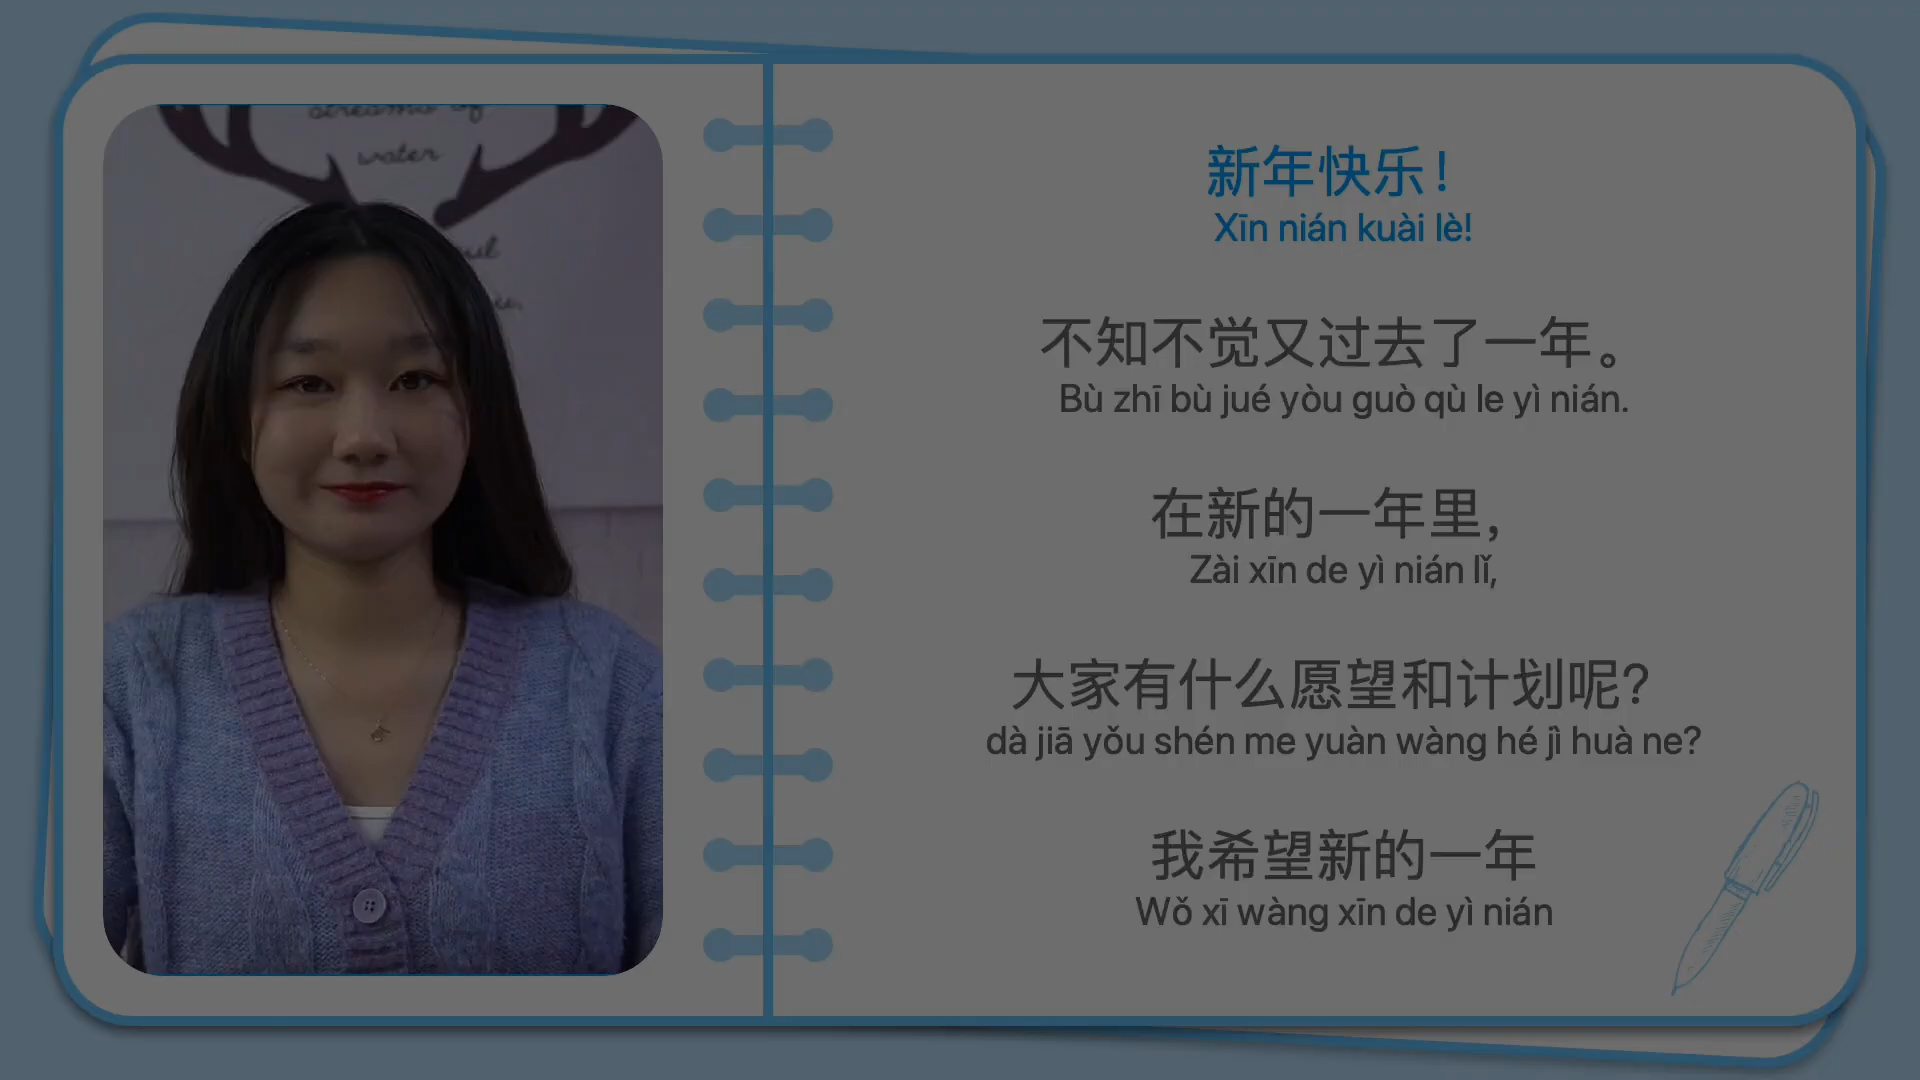 streams of
water
新年快乐！
Xīn nián kuài lè!
不知不觉又过去了一年。
Bù zhī bù jué yòu guò qù le yì nián.
在新的一年里，
Zài xīn de yì nián lǐ,
大家有什么愿望和计划呢？
dà jiā yǒu shén me yuàn wàng hé jì huà ne?
我希望新的一年
Wǒ xī wàng xīn de yì nián